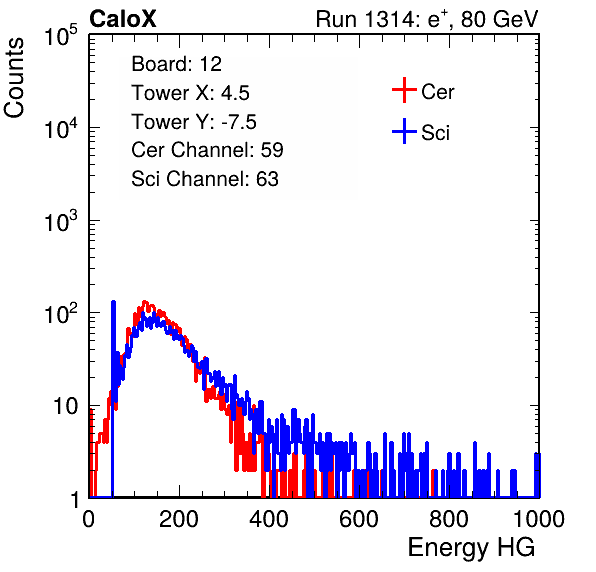 CaloX Run 1314: e⁺, 80 GeV
Board: 12
Tower X: 4.5
Tower Y: -7.5
Cer Channel: 59
Sci Channel: 63
Cer
Sci
Counts
10⁵
10⁴
10³
10²
10
1
0 200 400 600 800 1000
Energy HG